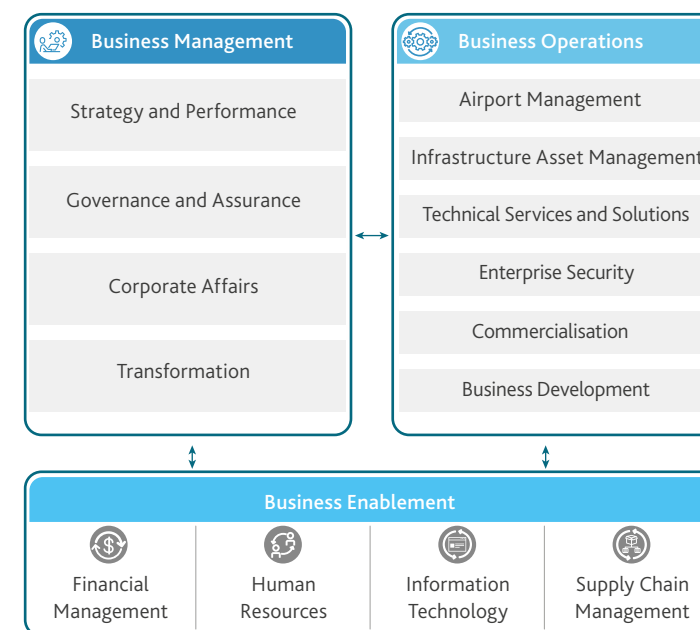 Business Management
Strategy and Performance
Governance and Assurance
Corporate Affairs
Transformation
Business Operations
Airport Management
Infrastructure Asset Management
Technical Services and Solutions
Enterprise Security
Commercialisation
Business Development
Business Enablement
Financial
Management
Human
Resources
Information
Technology
Supply Chain
Management